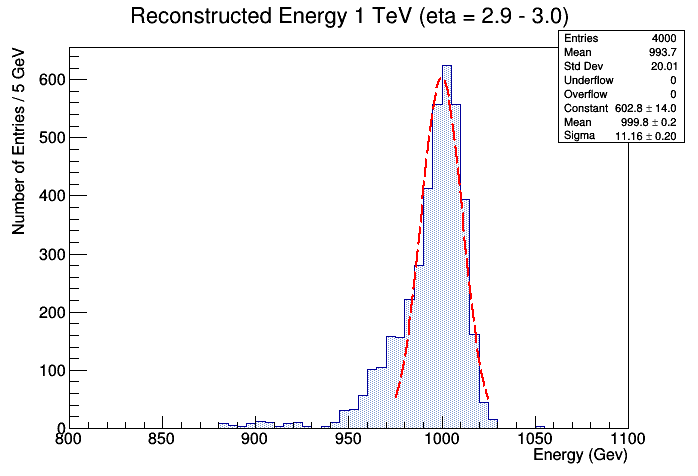 Reconstructed Energy 1 TeV (eta = 2.9 - 3.0)
Entries 4000
Mean 993.7
Std Dev 20.01
Underflow 0
Overflow 0
Constant 602.8 ± 14.0
Mean 999.8 ± 0.2
Sigma 11.16 ± 0.20
Number of Entries / 5 GeV
600
500
400
300
200
100
0
800 850 900 950 1000 1050 1100
Energy (Gev)